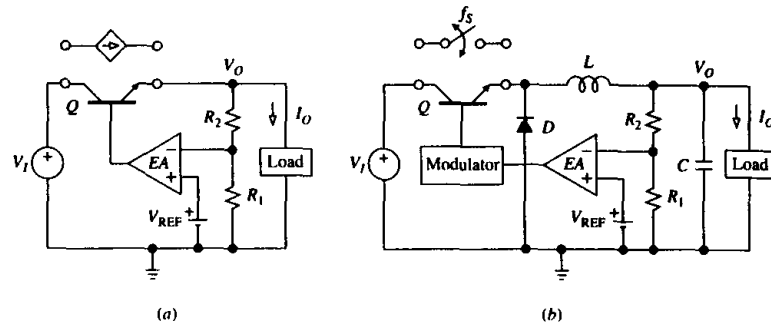 V_O
Q
R_2
I_O
V_I
+
EA
−
+
Load
V_REF
+
R_1
(a)
f_S
L
V_O
Q
D
R_2
I_O
V_I
+
Modulator
EA
−
+
C
Load
V_REF
+
R_1
(b)